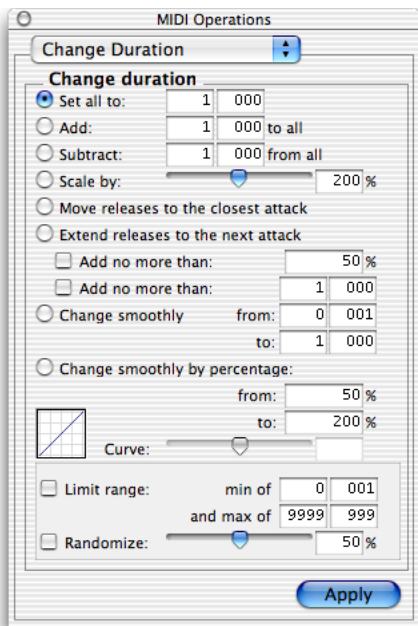 MIDI Operations
Change Duration
Change duration
Set all to: 1 000
Add: 1 000 to all
Subtract: 1 000 from all
Scale by: 200 %
Move releases to the closest attack
Extend releases to the next attack
Add no more than: 50 %
Add no more than: 1 000
Change smoothly from: 0 001
to: 1 000
Change smoothly by percentage:
from: 50 %
to: 200 %
Curve:
Limit range: min of 0 001
and max of 9999 999
Randomize: 50 %
Apply